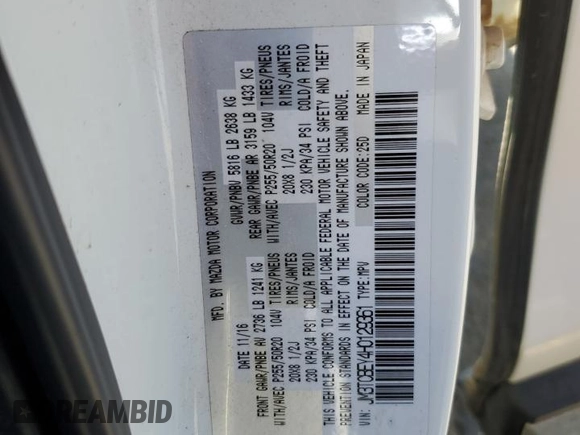 MFD. BY MAZDA MOTOR CORPORATION
DATE 11/16 GVWR/PNBV 5816 LB 2638 KG
FRONT GAWR/PNBE AV 2736 LB 1241 KG REAR GAWR/PNBE AR 3159 LB 1433 KG
WITH/AVEC P255/50R20 104V TIRES/PNEUS WITH/AVEC P255/50R20 104V TIRES/PNEUS
20X8 1/2J RIMS/JANTES 20X8 1/2J RIMS/JANTES
230 KPA/34 PSI COLD/A FROID 230 KPA/34 PSI COLD/A FROID
THIS VEHICLE CONFORMS TO ALL APPLICABLE FEDERAL MOTOR VEHICLE SAFETY AND THEFT
PREVENTION STANDARDS IN EFFECT ON THE DATE OF MANUFACTURE SHOWN ABOVE.
VIN: JM3TCBEY4H0129361 TYPE:MPV COLOR CODE:25D MADE IN JAPAN
EPICVIN